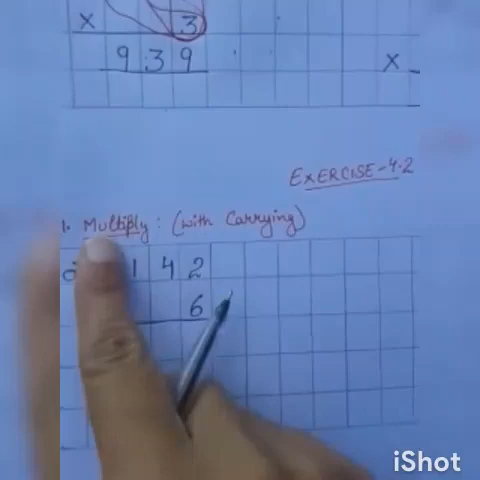 x 3
9 3 9
x
EXERCISE-4.2
1. Multiply: (with Carrying)
1 4 2
6
iShot